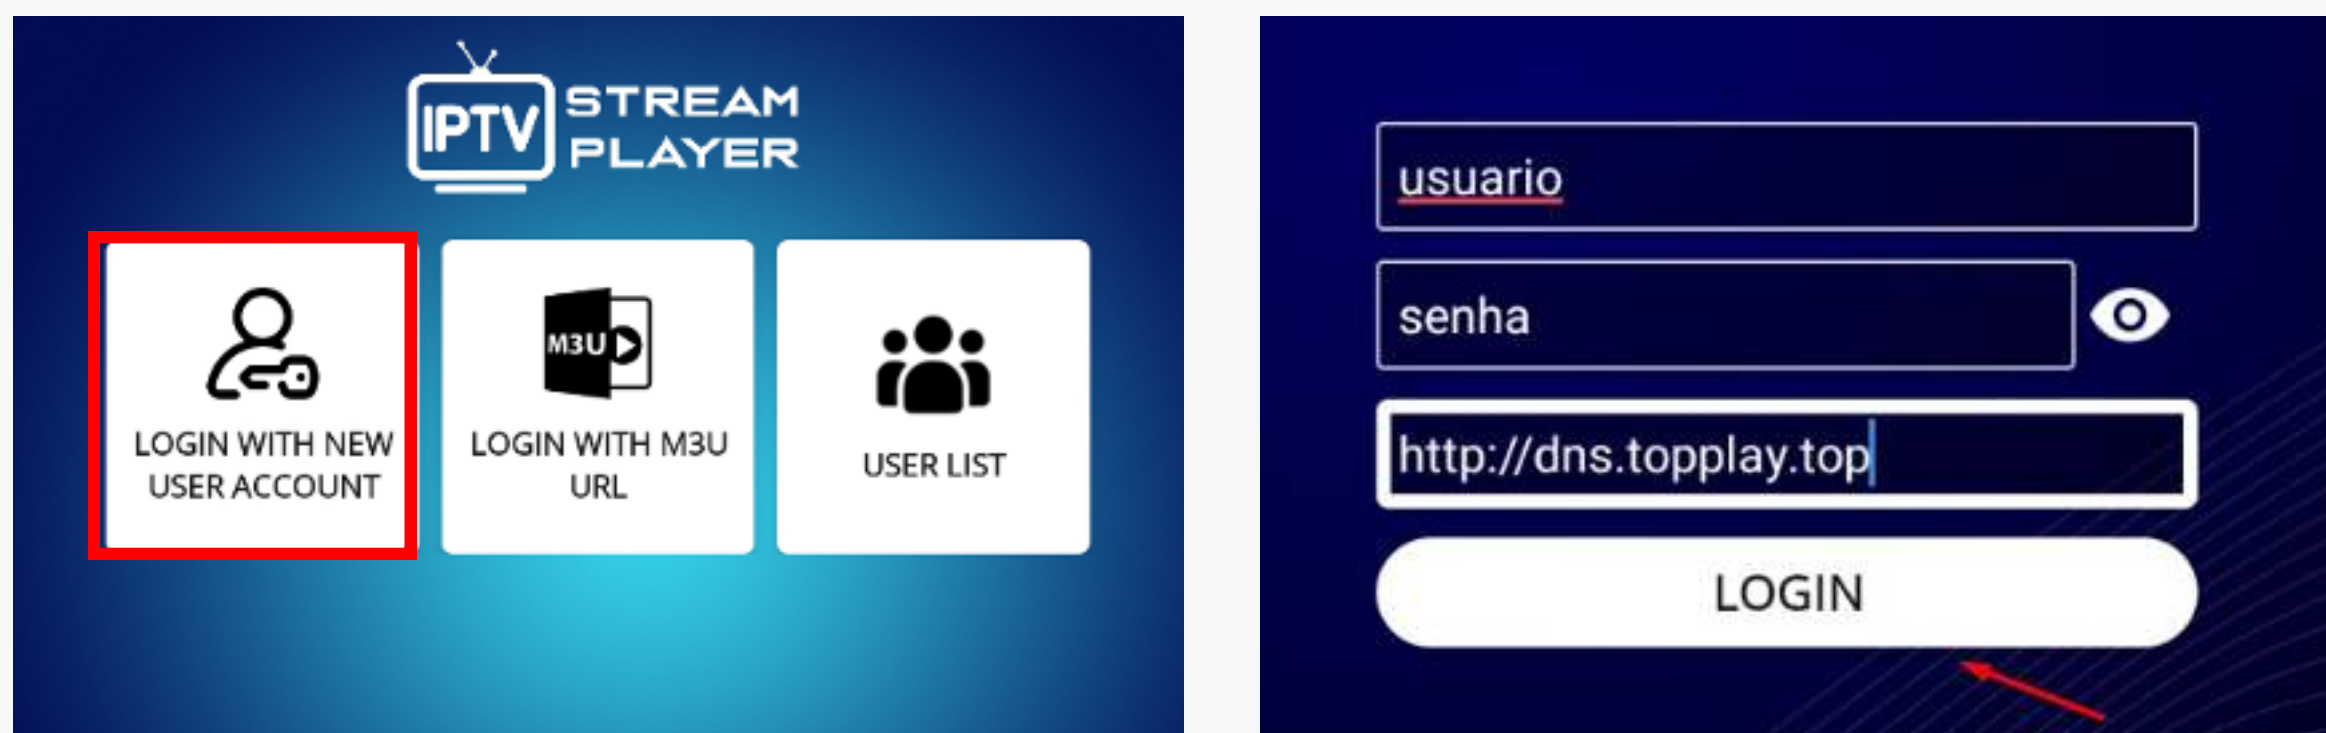 IPTV
STREAM
PLAYER
LOGIN WITH NEW
USER ACCOUNT
M3U
LOGIN WITH M3U
URL
USER LIST
usuario
senha
http://dns.topplay.top
LOGIN